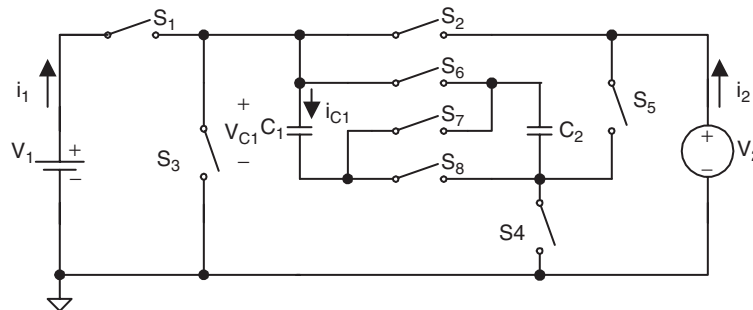 S1 S2
i1 S6 i2
+ iC1 S5
VC1 C1 S7 C2
V1 + S3 - + V2
- S8 -
S4